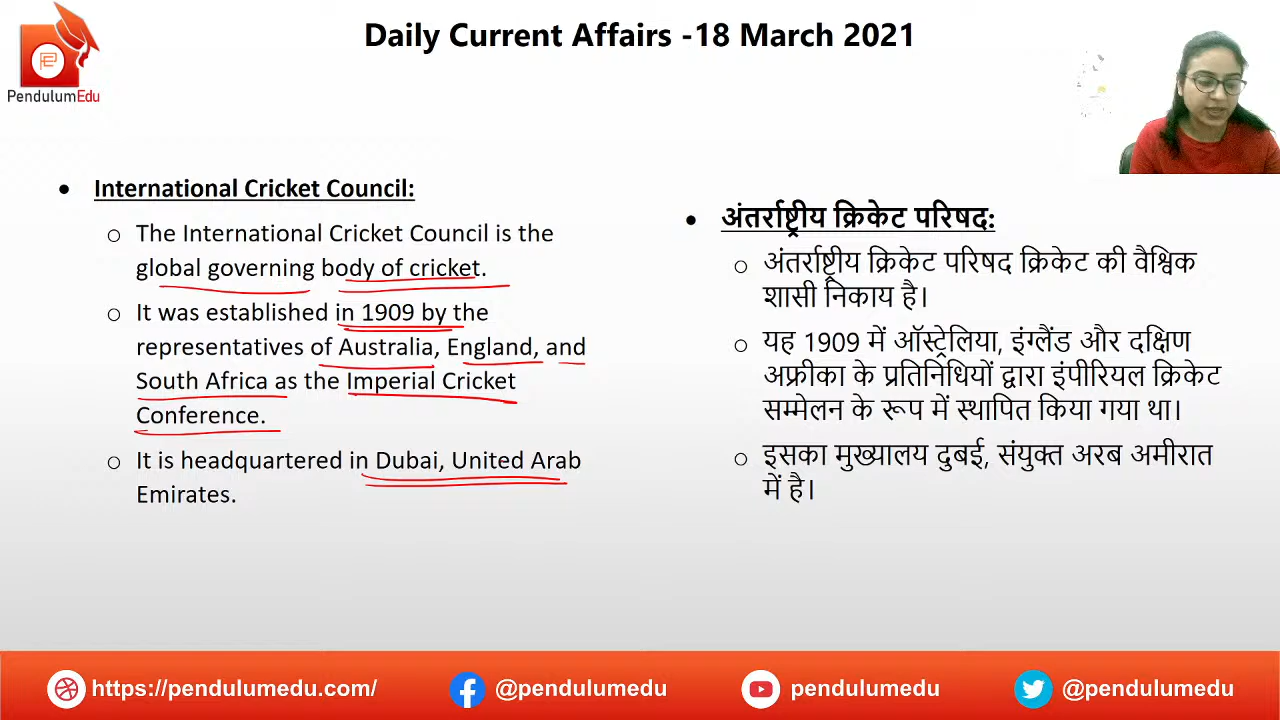 Daily Current Affairs -18 March 2021
PendulumEdu
• International Cricket Council:
○ The International Cricket Council is the
global governing body of cricket.
○ It was established in 1909 by the
representatives of Australia, England, and
South Africa as the Imperial Cricket
Conference.
○ It is headquartered in Dubai, United Arab
Emirates.
• अंतर्राष्ट्रीय क्रिकेट परिषद:
○ अंतर्राष्ट्रीय क्रिकेट परिषद क्रिकेट की वैश्विक
शासी निकाय है।
○ यह 1909 में ऑस्ट्रेलिया, इंग्लैंड और दक्षिण
अफ्रीका के प्रतिनिधियों द्वारा इंपीरियल क्रिकेट
सम्मेलन के रूप में स्थापित किया गया था।
○ इसका मुख्यालय दुबई, संयुक्त अरब अमीरात
में है।
https://pendulumedu.com/
@pendulumedu
pendulumedu
@pendulumedu